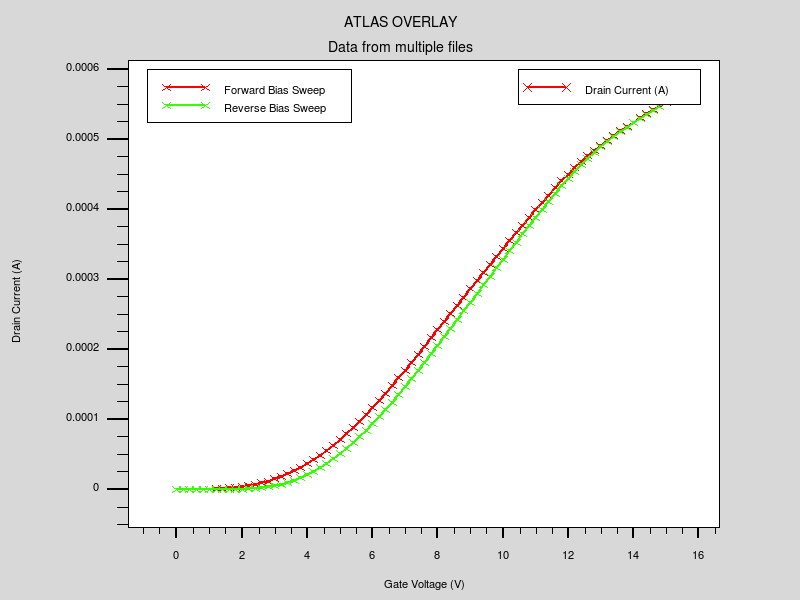 ATLAS OVERLAY
Data from multiple files
Forward Bias Sweep
Reverse Bias Sweep
Drain Current (A)
0.0006
0.0005
0.0004
0.0003
0.0002
0.0001
0
Drain Current (A)
0 2 4 6 8 10 12 14 16
Gate Voltage (V)